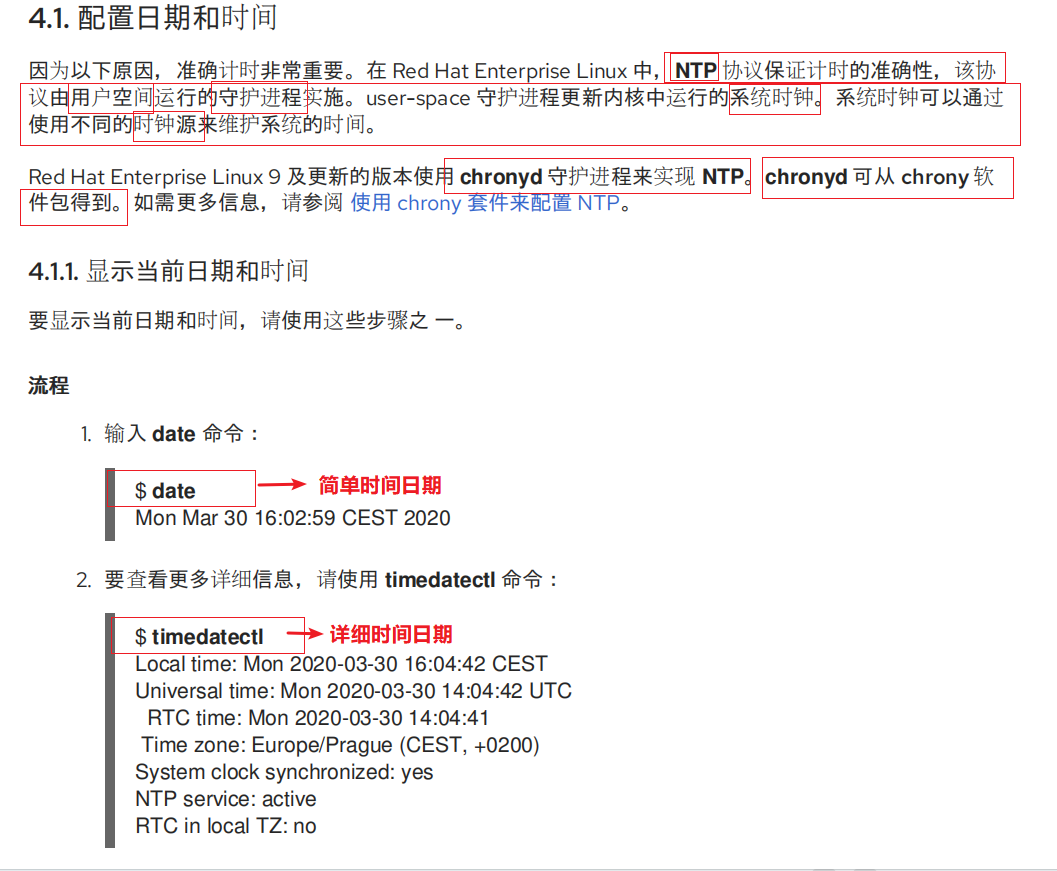 4.1. 配置日期和时间
因为以下原因，准确计时非常重要。在 Red Hat Enterprise Linux 中，NTP 协议保证计时的准确性，该协
议由用户空间运行的守护进程实施。user-space 守护进程更新内核中运行的系统时钟。系统时钟可以通过
使用不同的时钟源来维护系统的时间。
Red Hat Enterprise Linux 9 及更新的版本使用 chronyd 守护进程来实现 NTP。chronyd 可从 chrony 软
件包得到。如需更多信息，请参阅 使用 chrony 套件来配置 NTP。
4.1.1. 显示当前日期和时间
要显示当前日期和时间，请使用这些步骤之 一。
流程
1. 输入 date 命令：
$ date 简单时间日期
Mon Mar 30 16:02:59 CEST 2020
2. 要查看更多详细信息，请使用 timedatectl 命令：
$ timedatectl 详细时间日期
Local time: Mon 2020-03-30 16:04:42 CEST
Universal time: Mon 2020-03-30 14:04:42 UTC
RTC time: Mon 2020-03-30 14:04:41
Time zone: Europe/Prague (CEST, +0200)
System clock synchronized: yes
NTP service: active
RTC in local TZ: no